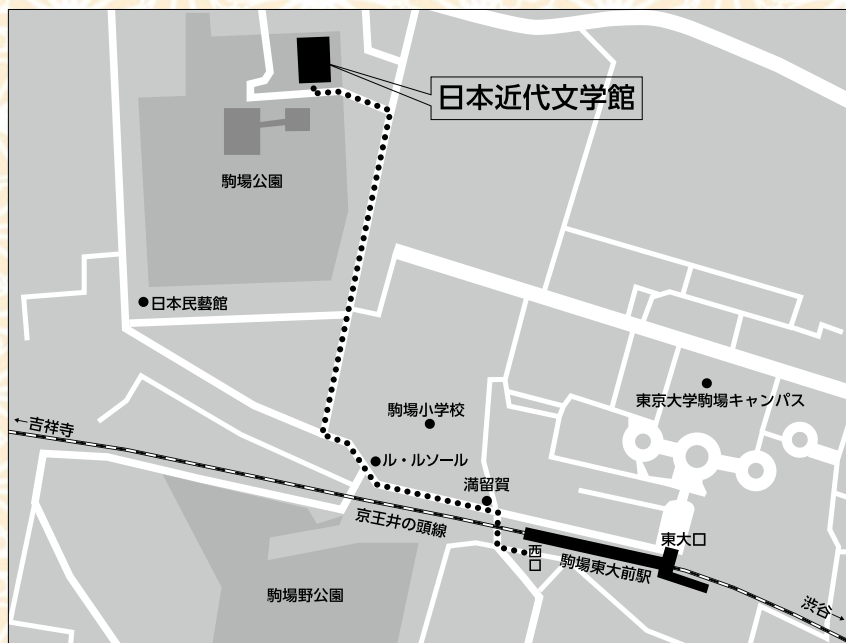 日本近代文学館
駒場公園
日本民藝館
東京大学駒場キャンパス
駒場小学校
←吉祥寺
ル・ルソール
満留賀
京王井の頭線
西口
東大口
駒場東大前駅
駒場野公園
渋谷→